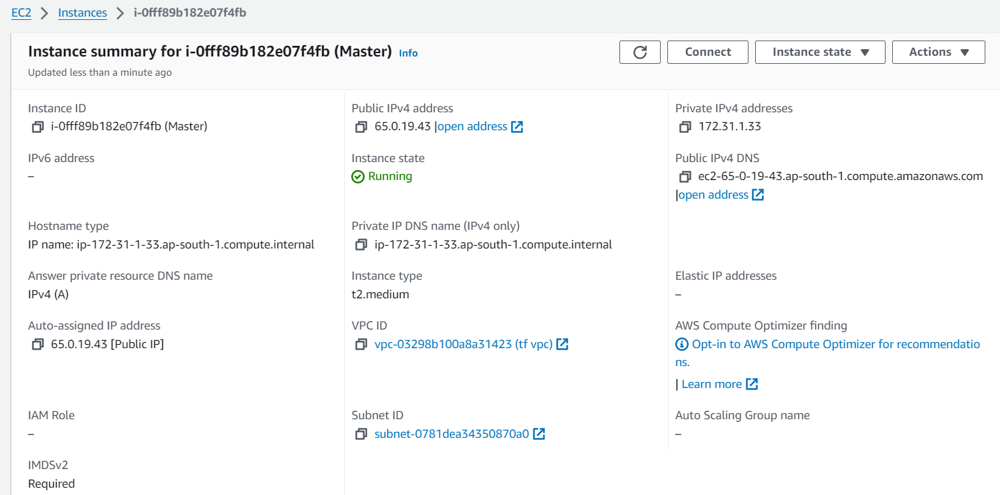 EC2 > Instances > i-0fff89b182e07f4fb
Instance summary for i-0fff89b182e07f4fb (Master) Info
Updated less than a minute ago
Connect
Instance state
Actions
Instance ID
i-0fff89b182e07f4fb (Master)
Public IPv4 address
65.0.19.43 |open address
Private IPv4 addresses
172.31.1.33
IPv6 address
–
Instance state
Running
Public IPv4 DNS
ec2-65-0-19-43.ap-south-1.compute.amazonaws.com
|open address
Hostname type
IP name: ip-172-31-1-33.ap-south-1.compute.internal
Private IP DNS name (IPv4 only)
ip-172-31-1-33.ap-south-1.compute.internal
Answer private resource DNS name
IPv4 (A)
Instance type
t2.medium
Elastic IP addresses
–
Auto-assigned IP address
65.0.19.43 [Public IP]
VPC ID
vpc-03298b100a8a31423 (tf vpc)
AWS Compute Optimizer finding
Opt-in to AWS Compute Optimizer for recommendatio
ns.
| Learn more
IAM Role
–
Subnet ID
subnet-0781dea34350870a0
Auto Scaling Group name
–
IMDSv2
Required